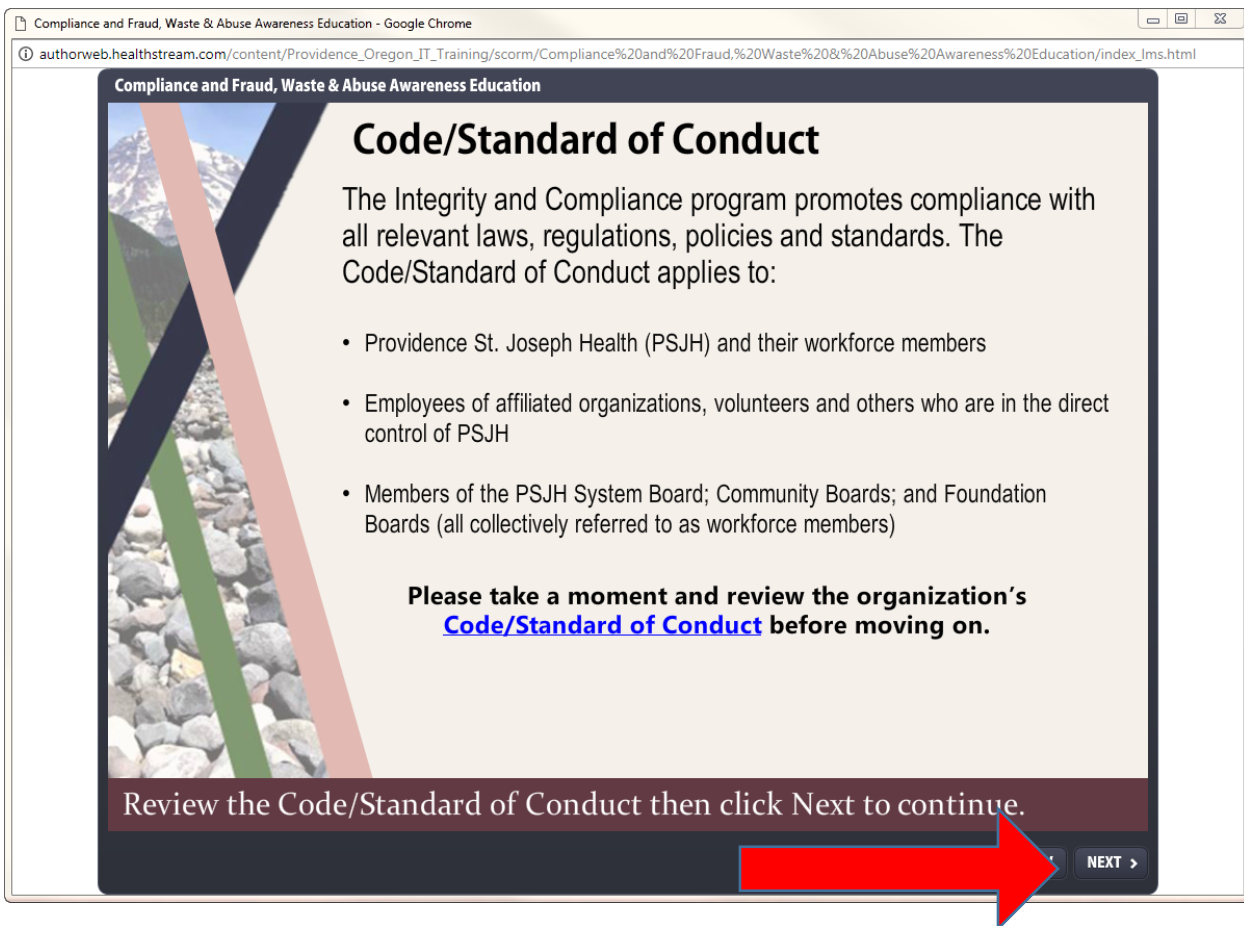 Compliance and Fraud, Waste & Abuse Awareness Education - Google Chrome
authorweb.healthstream.com/content/Providence_Oregon_IT_Training/scorm/Compliance%20and%20Fraud,%20Waste%20&%20Abuse%20Awareness%20Education/index_lms.html
Compliance and Fraud, Waste & Abuse Awareness Education
Code/Standard of Conduct
The Integrity and Compliance program promotes compliance with
all relevant laws, regulations, policies and standards. The
Code/Standard of Conduct applies to:
• Providence St. Joseph Health (PSJH) and their workforce members
• Employees of affiliated organizations, volunteers and others who are in the direct
control of PSJH
• Members of the PSJH System Board; Community Boards; and Foundation
Boards (all collectively referred to as workforce members)
Please take a moment and review the organization's
Code/Standard of Conduct before moving on.
Review the Code/Standard of Conduct then click Next to continue.
NEXT >